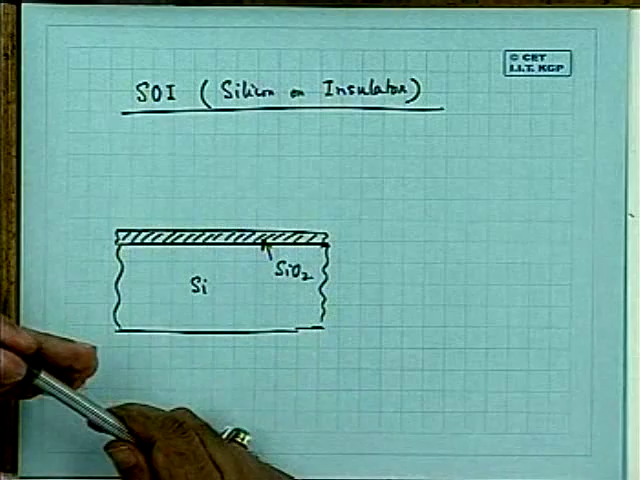 © CET
I.I.T. KGP
SOI (Silicon on Insulator)
SiO₂
Si